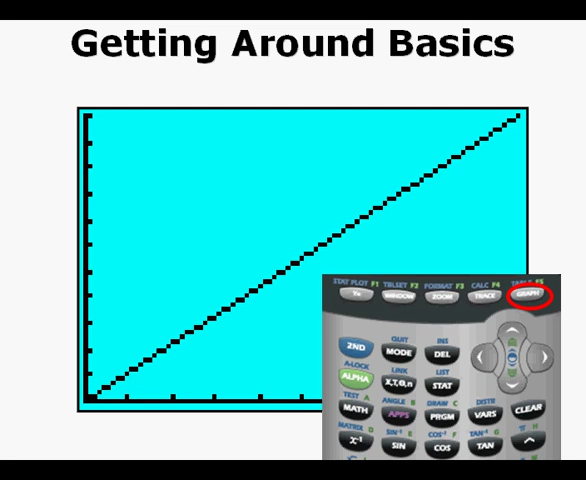 Getting Around Basics
STAT PLOT F1 TBLSET F2 FORMAT F3 CALC F4 TABLE F5
Y= WINDOW ZOOM TRACE GRAPH
QUIT INS
2ND MODE DEL
A-LOCK LINK LIST
ALPHA X,T,Θ,n STAT
TEST A ANGLE B DRAW C DISTR
MATH APPS PRGM VARS CLEAR
MATRIX D SIN⁻¹ E COS⁻¹ F TAN⁻¹ G π H
X⁻¹ SIN COS TAN ^